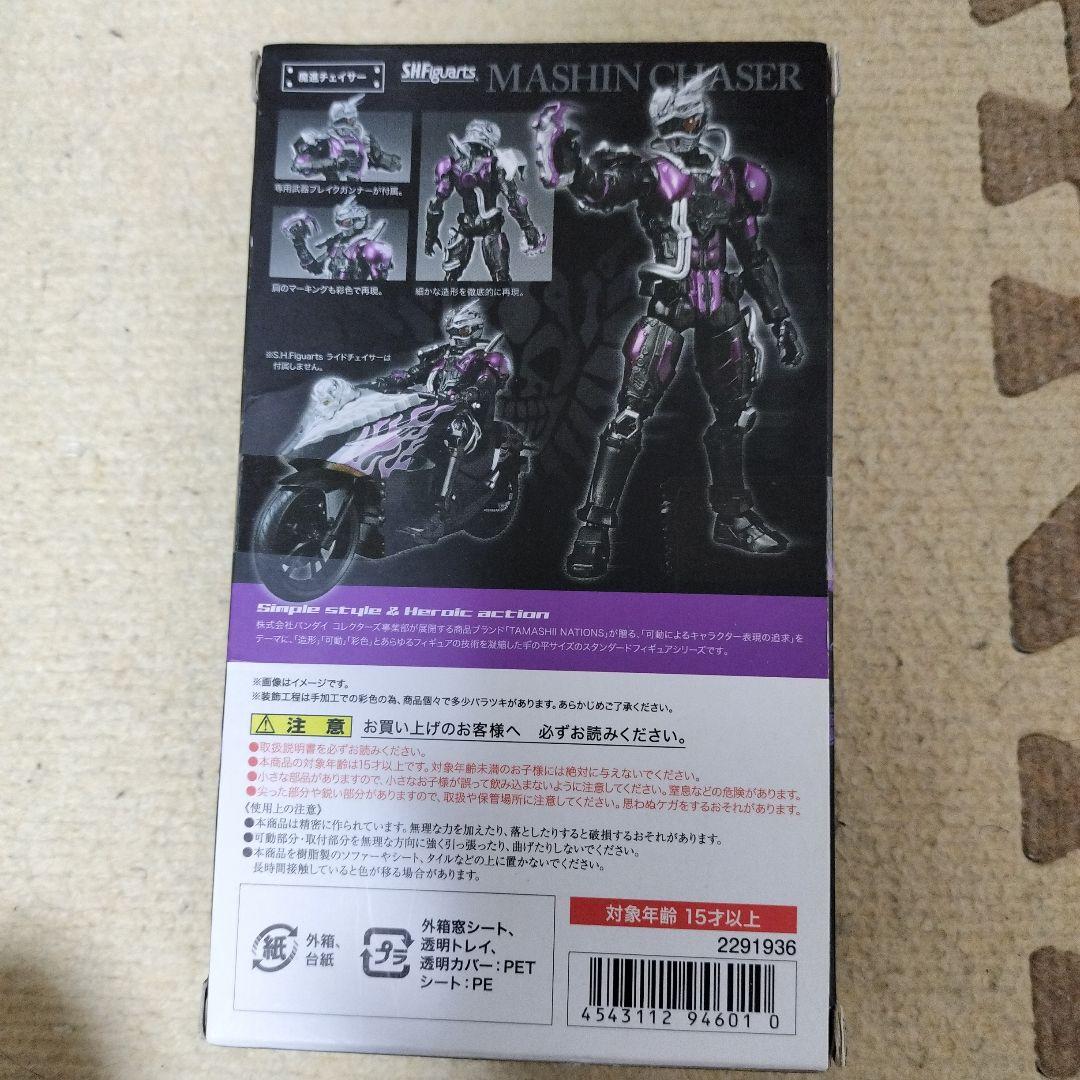 魔進チェイサー
S.H.Figuarts
MASHIN CHASER
専用武器ブレイクガンナーが付属。
肩のマーキングも彩色で再現。
細かな造形を徹底的に再現。
※S.H.Figuarts ライドチェイサーは
付属しません。
Simple style & Heroic action
株式会社バンダイ コレクターズ事業部が展開する商品ブランド「TAMASHII NATIONS」が贈る、「可動によるキャラクター表現の追求」を
テーマに、「造形」「可動」「彩色」とあらゆるフィギュアの技術を凝縮した手の平サイズのスタンダードフィギュアシリーズです。
※画像はイメージです。
※装飾工程は手加工での彩色の為、商品個々で多少バラツキがあります。あらかじめご了承ください。
注意 お買い上げのお客様へ 必ずお読みください。
●取扱説明書を必ずお読みください。
●本商品の対象年齢は15才以上です。対象年齢未満のお子様には絶対に与えないでください。
●小さな部品がありますので、小さなお子様が誤って飲み込まないように注意してください。窒息などの危険があります。
●尖った部分や鋭い部分がありますので、取扱や保管場所に注意してください。思わぬケガをするおそれがあります。
《使用上の注意》
●本商品は精密に作られています。無理な力を加えたり、落としたりすると破損するおそれがあります。
●可動部分・取付部分を無理な方向に強く引っ張ったり、曲げたりしないでください。
●本商品を樹脂製のソファーやシート、タイルなどの上に置かないでください。
長時間接触していると色が移る場合があります。
紙
外箱、
台紙
プラ
外箱窓シート、
透明トレイ、
透明カバー：PET
シート：PE
対象年齢 15才以上
2291936
4543112 94601 0